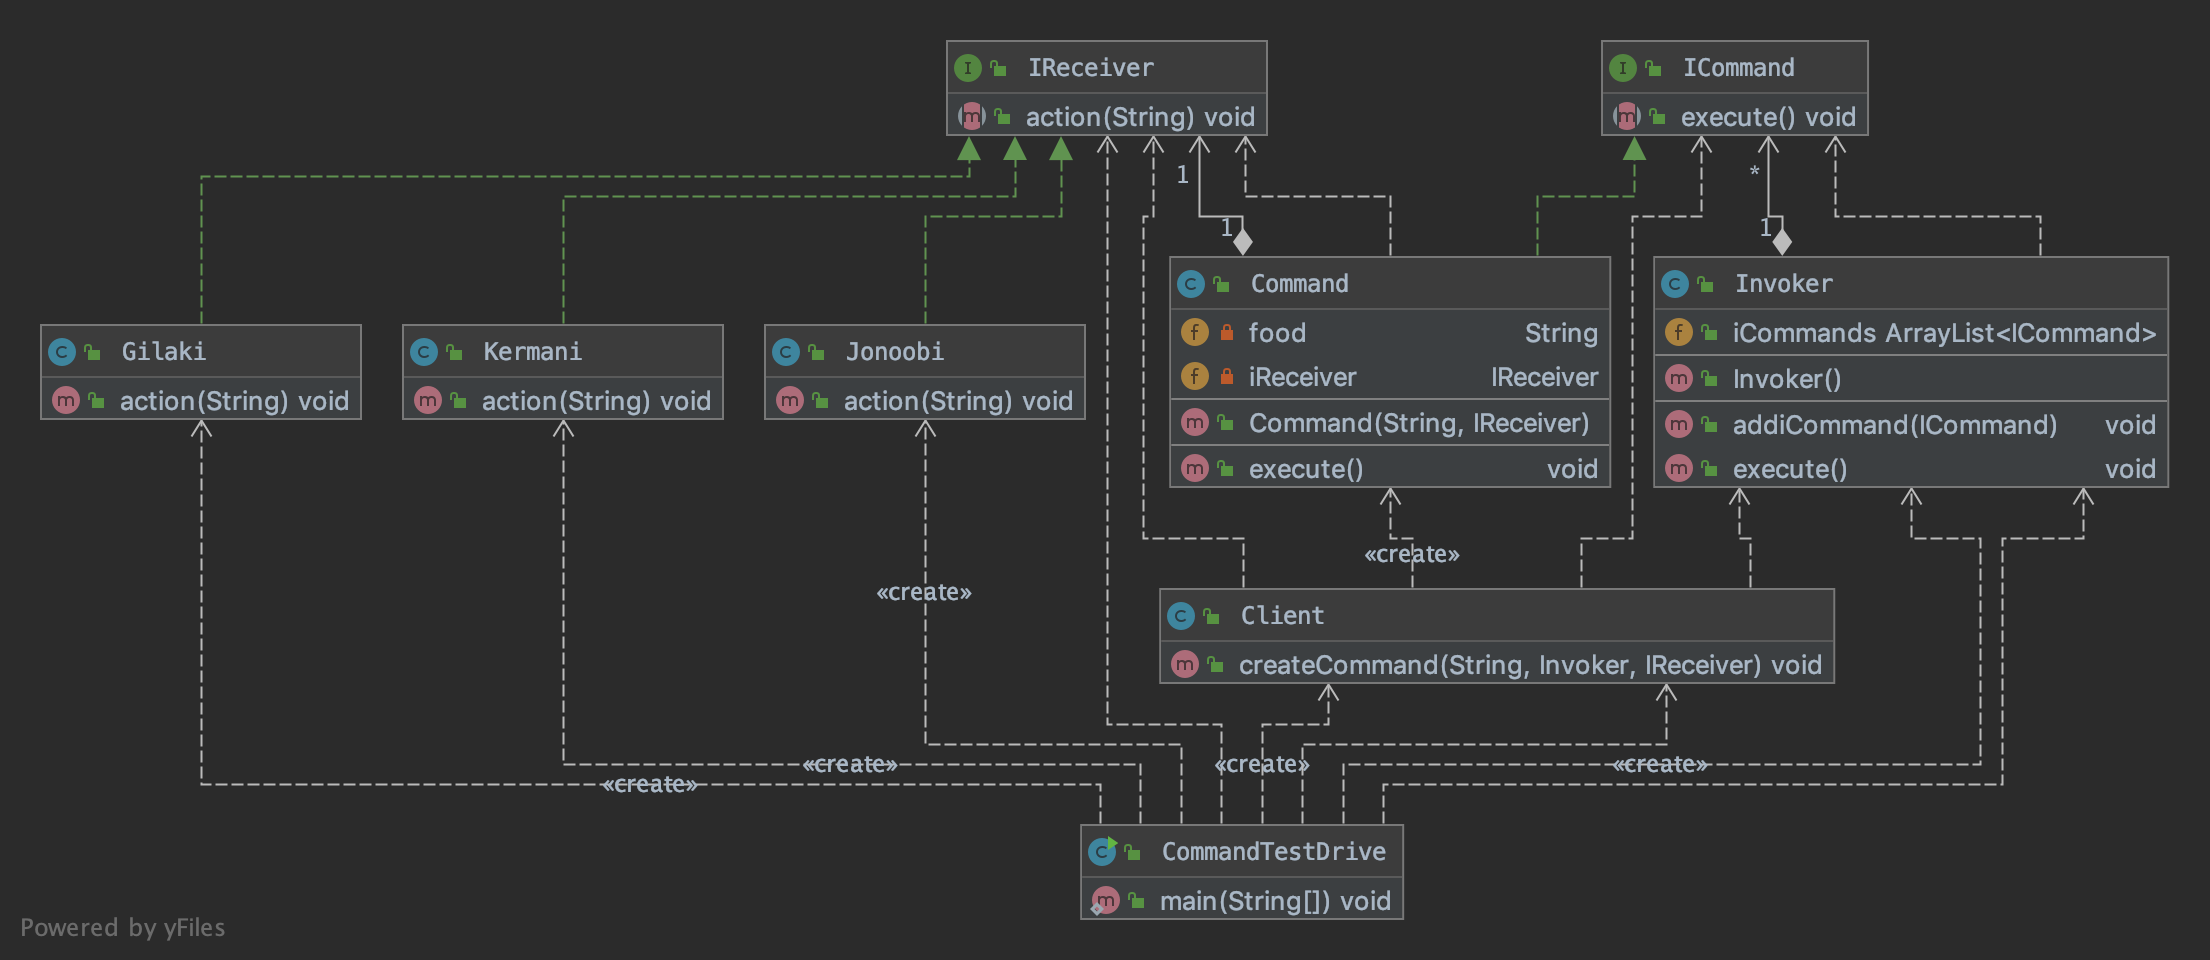 IReceiver
action(String) void
ICommand
execute() void
1
*
1
1
Gilaki
action(String) void
Kermani
action(String) void
Jonoobi
action(String) void
Command
food String
iReceiver IReceiver
Command(String, IReceiver)
execute() void
Invoker
iCommands ArrayList<ICommand>
Invoker()
addiCommand(ICommand) void
execute() void
«create»
«create»
Client
createCommand(String, Invoker, IReceiver) void
«create»
«create»
«create»
«create»
CommandTestDrive
main(String[]) void
Powered by yFiles